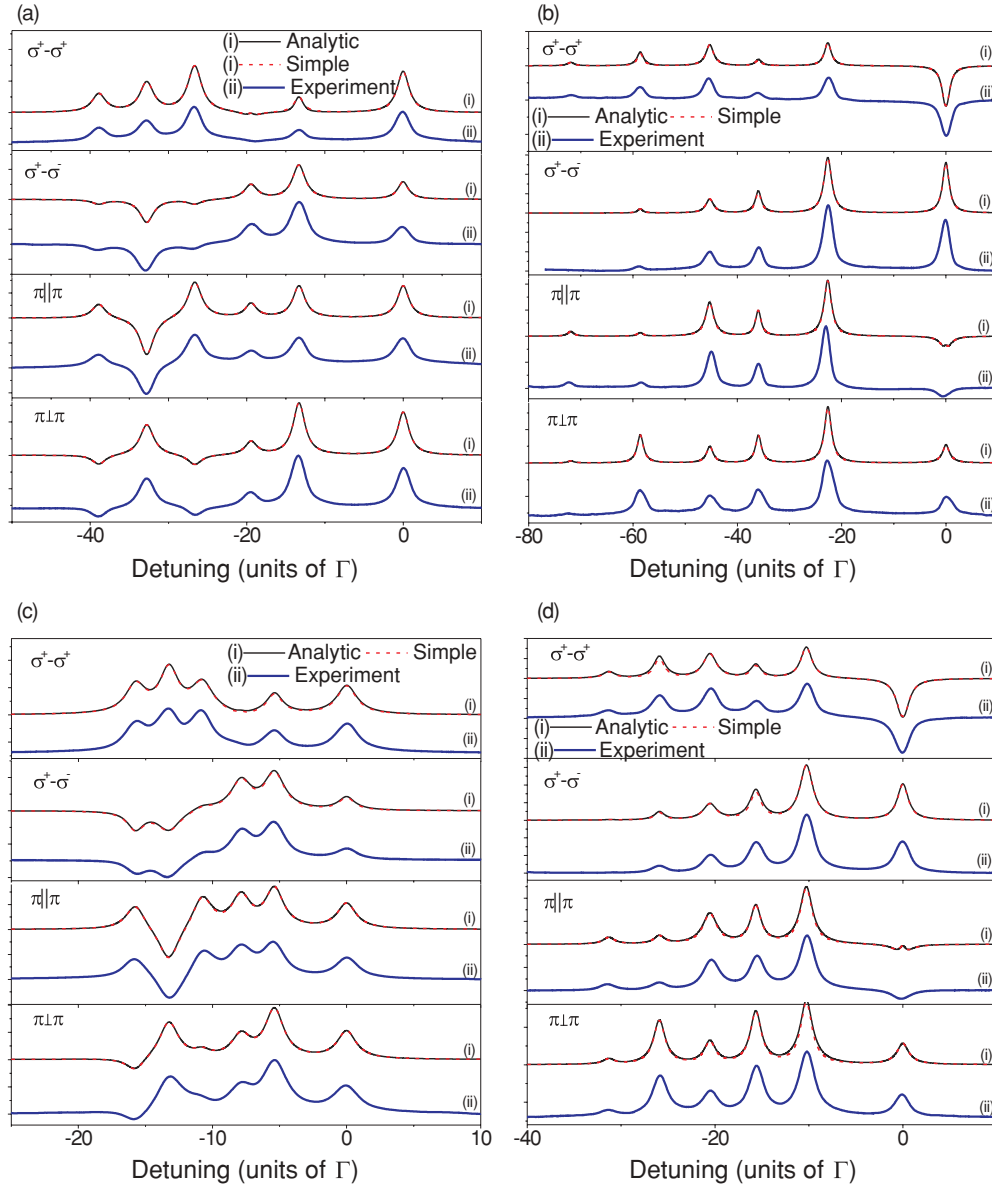 (a)
σ⁺-σ⁺
(i) Analytic
(i) Simple
(ii) Experiment
(i)
(ii)
σ⁺-σ⁻
(i)
(ii)
π||π
(i)
(ii)
π⊥π
(i)
(ii)
-40 -20 0
Detuning (units of Γ)
(b)
σ⁺-σ⁺
(i)
(ii)
(i) Analytic Simple
(ii) Experiment
σ⁺-σ⁻
(i)
(ii)
π||π
(i)
(ii)
π⊥π
(i)
(ii)
-80 -60 -40 -20 0
Detuning (units of Γ)
(c)
σ⁺-σ⁺
(i) Analytic Simple
(ii) Experiment
(i)
(ii)
σ⁺-σ⁻
(i)
(ii)
π||π
(i)
(ii)
π⊥π
(i)
(ii)
-20 -10 0 10
Detuning (units of Γ)
(d)
σ⁺-σ⁺
(i)
(ii)
(i) Analytic Simple
(ii) Experiment
σ⁺-σ⁻
(i)
(ii)
π||π
(i)
(ii)
π⊥π
(i)
(ii)
-40 -30 -20 -10 0 10
Detuning (units of Γ)